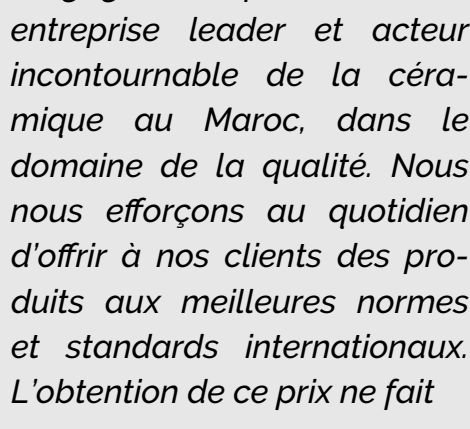 entreprise leader et acteur
incontournable de la céra-
mique au Maroc, dans le
domaine de la qualité. Nous
nous efforçons au quotidien
d'offrir à nos clients des pro-
duits aux meilleures normes
et standards internationaux.
L'obtention de ce prix ne fait